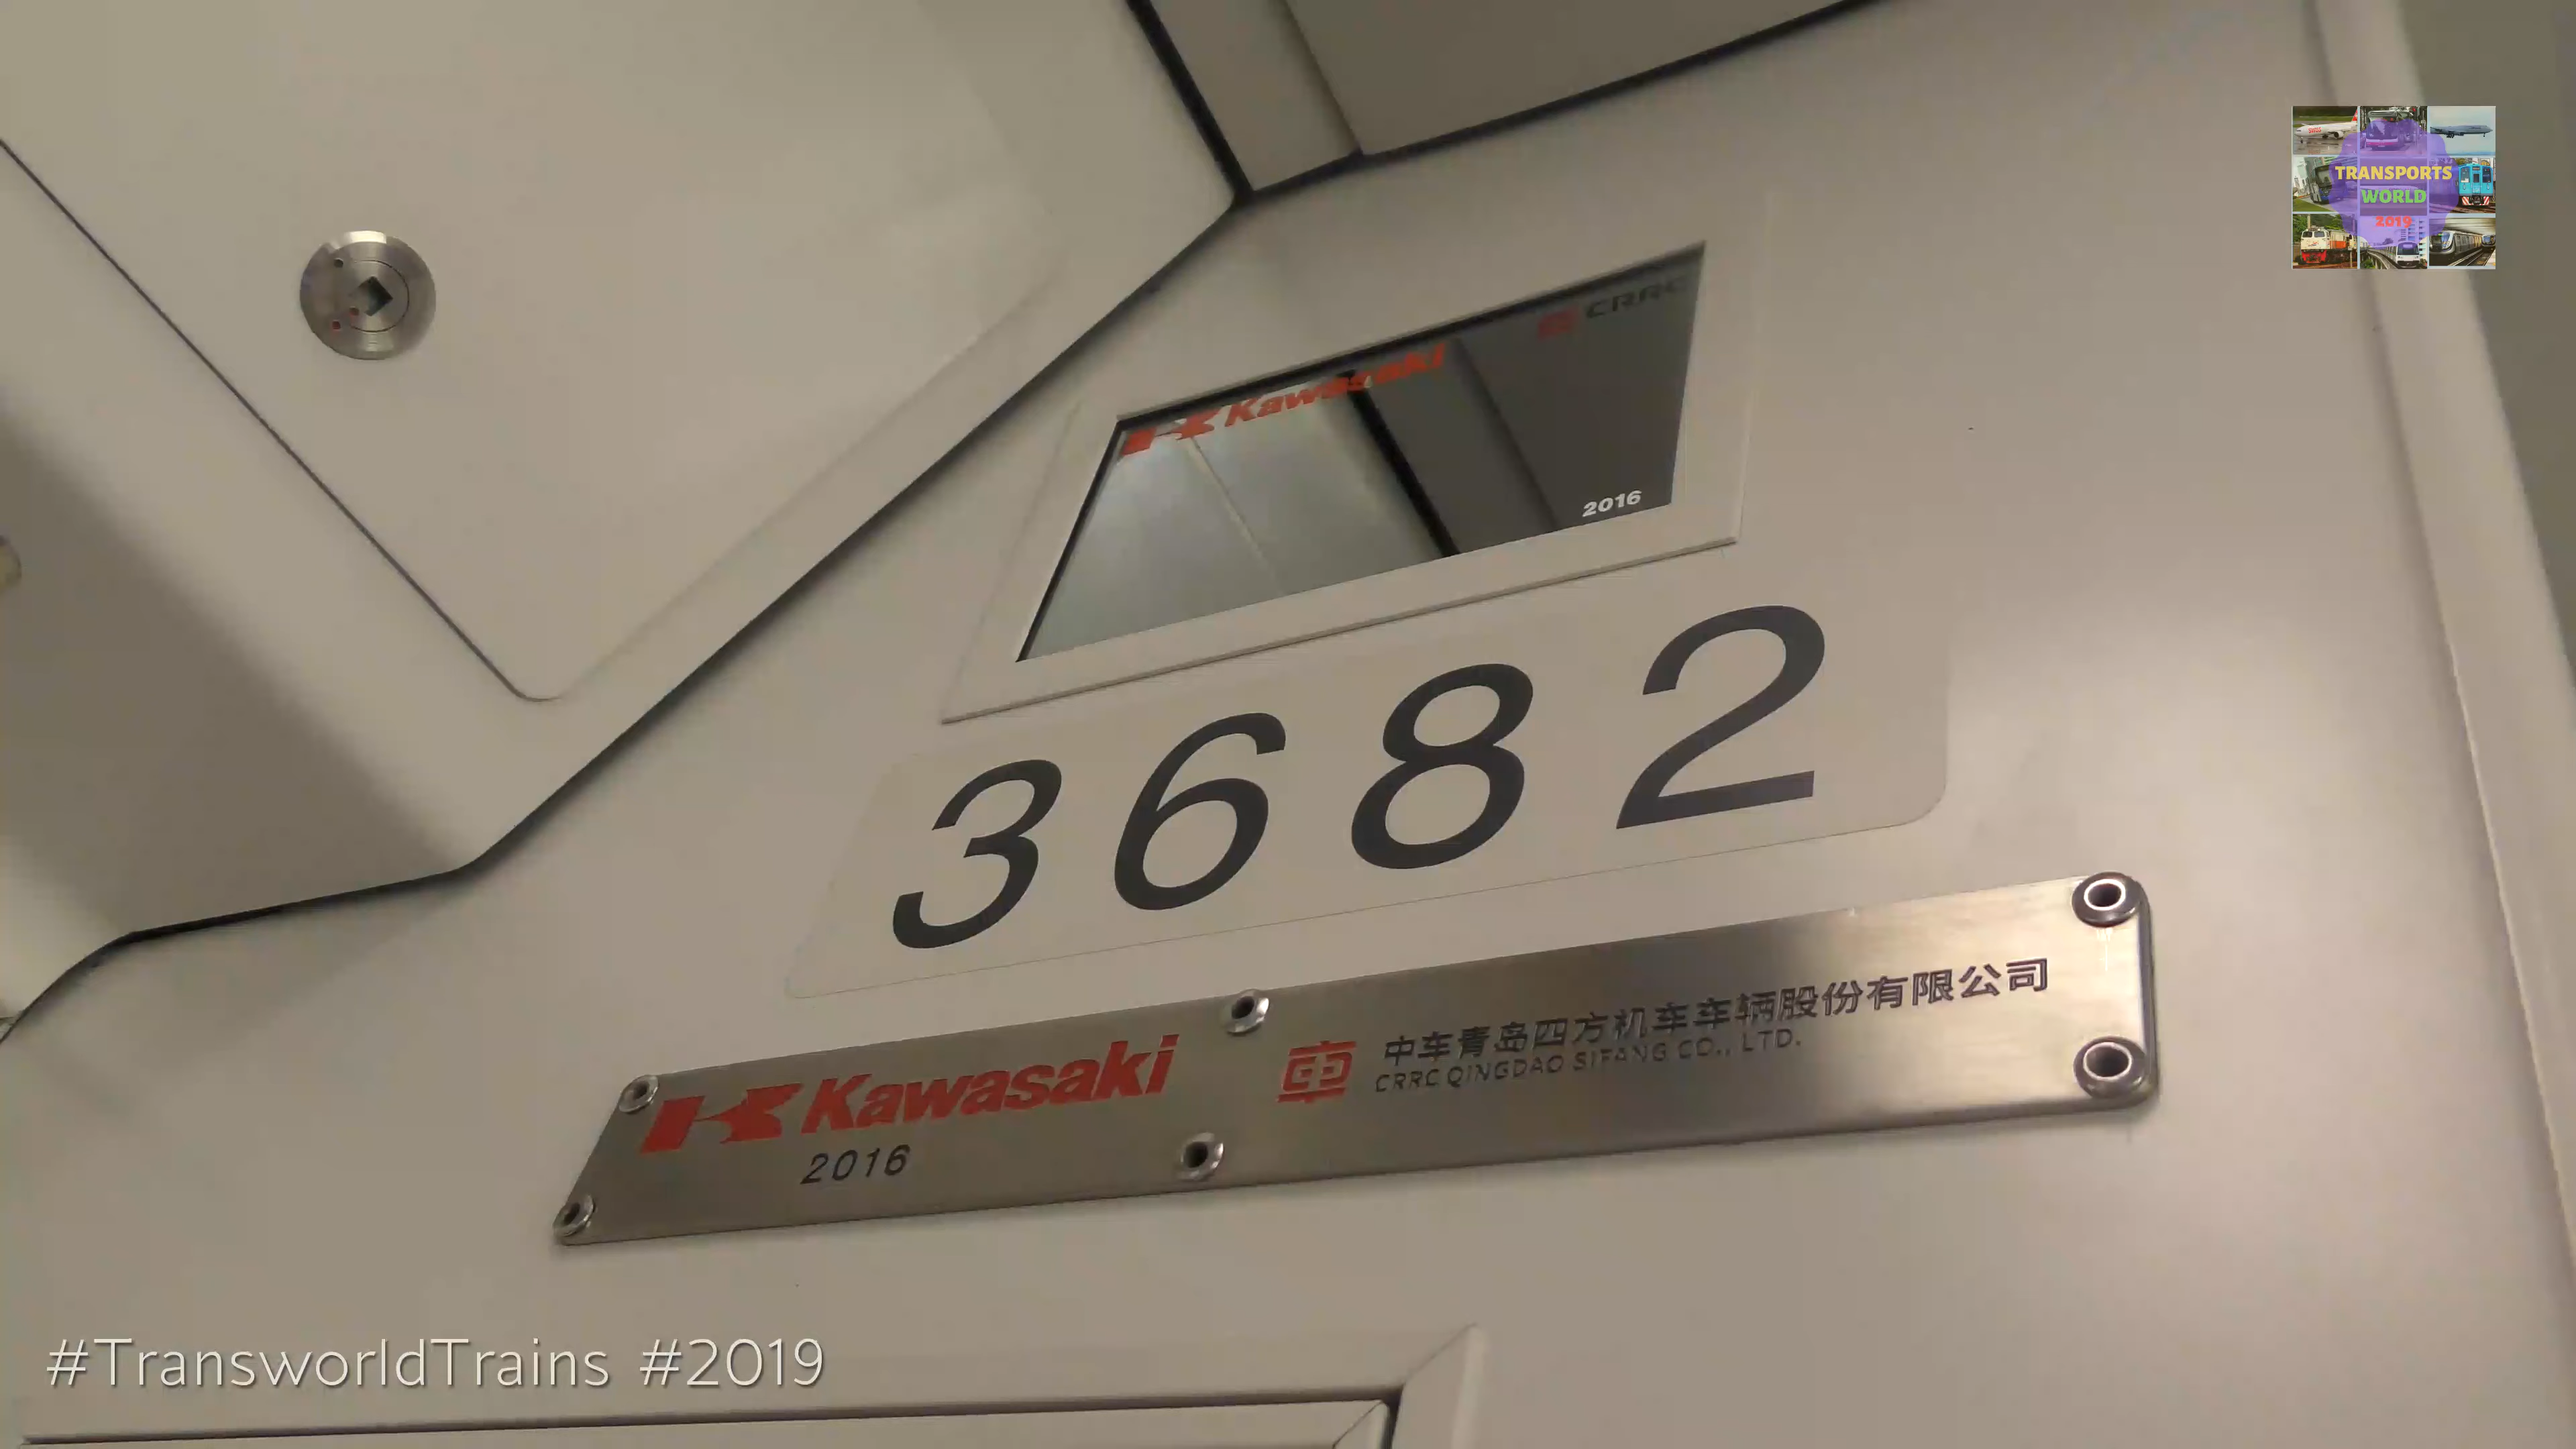 TRANSPORTS
WORLD
2019
CRRC
Kawasaki
2016
3682
Kawasaki
2016
中车青岛四方机车车辆股份有限公司
CRRC QINGDAO SIFANG CO., LTD.
#TransworldTrains #2019